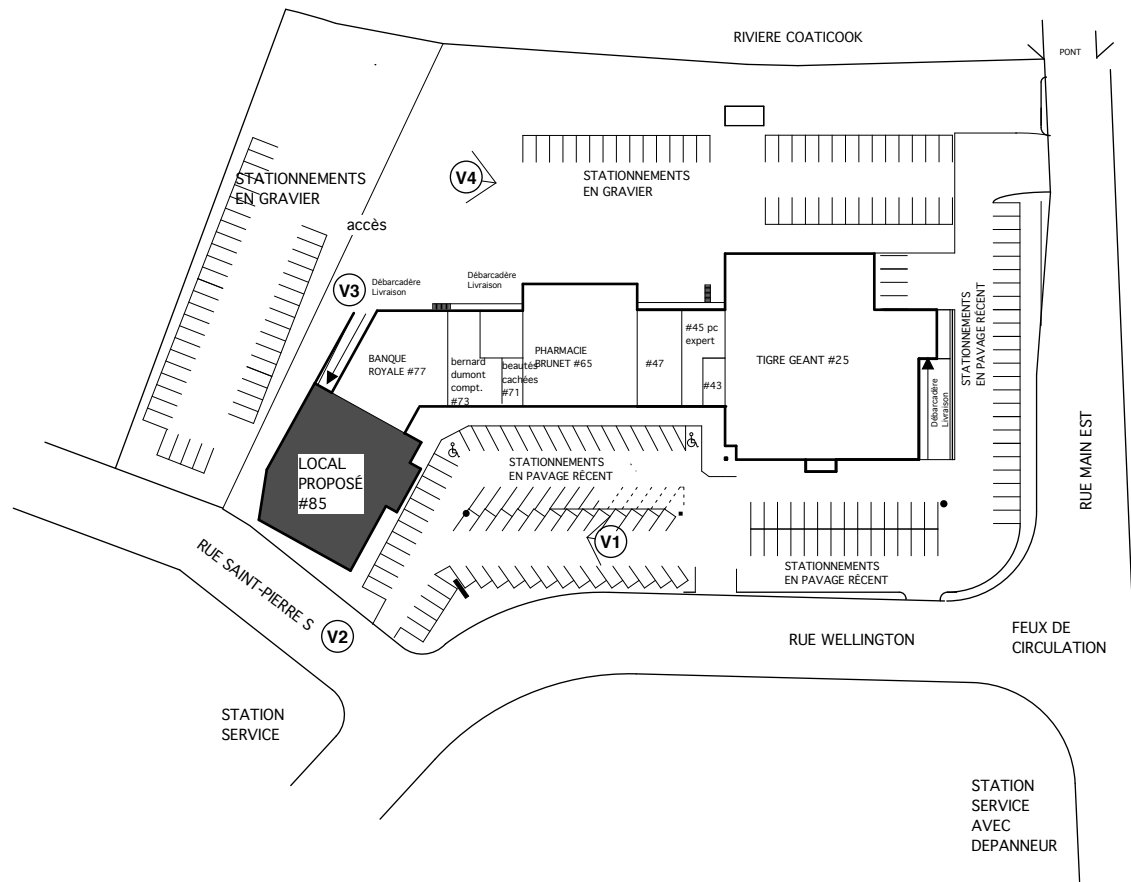 RIVIERE COATICOOK
PONT
STATIONNEMENTS
EN GRAVIER
V4
STATIONNEMENTS
EN GRAVIER
accès
V3
Débarcadère
Livraison
Débarcadère
Livraison
BANQUE
ROYALE #77
bernard
dumont
compt.
#73
beautés
cachées
#71
PHARMACIE
BRUNET #65
#47
#45 pc
expert
#43
TIGRE GEANT #25
Débarcadère
Livraison
STATIONNEMENTS
EN PAVAGE RÉCENT
RUE MAIN EST
LOCAL
PROPOSÉ
#85
STATIONNEMENTS
EN PAVAGE RÉCENT
V1
STATIONNEMENTS
EN PAVAGE RÉCENT
RUE SAINT-PIERRE S
V2
RUE WELLINGTON
FEUX DE
CIRCULATION
STATION
SERVICE
STATION
SERVICE
AVEC
DEPANNEUR